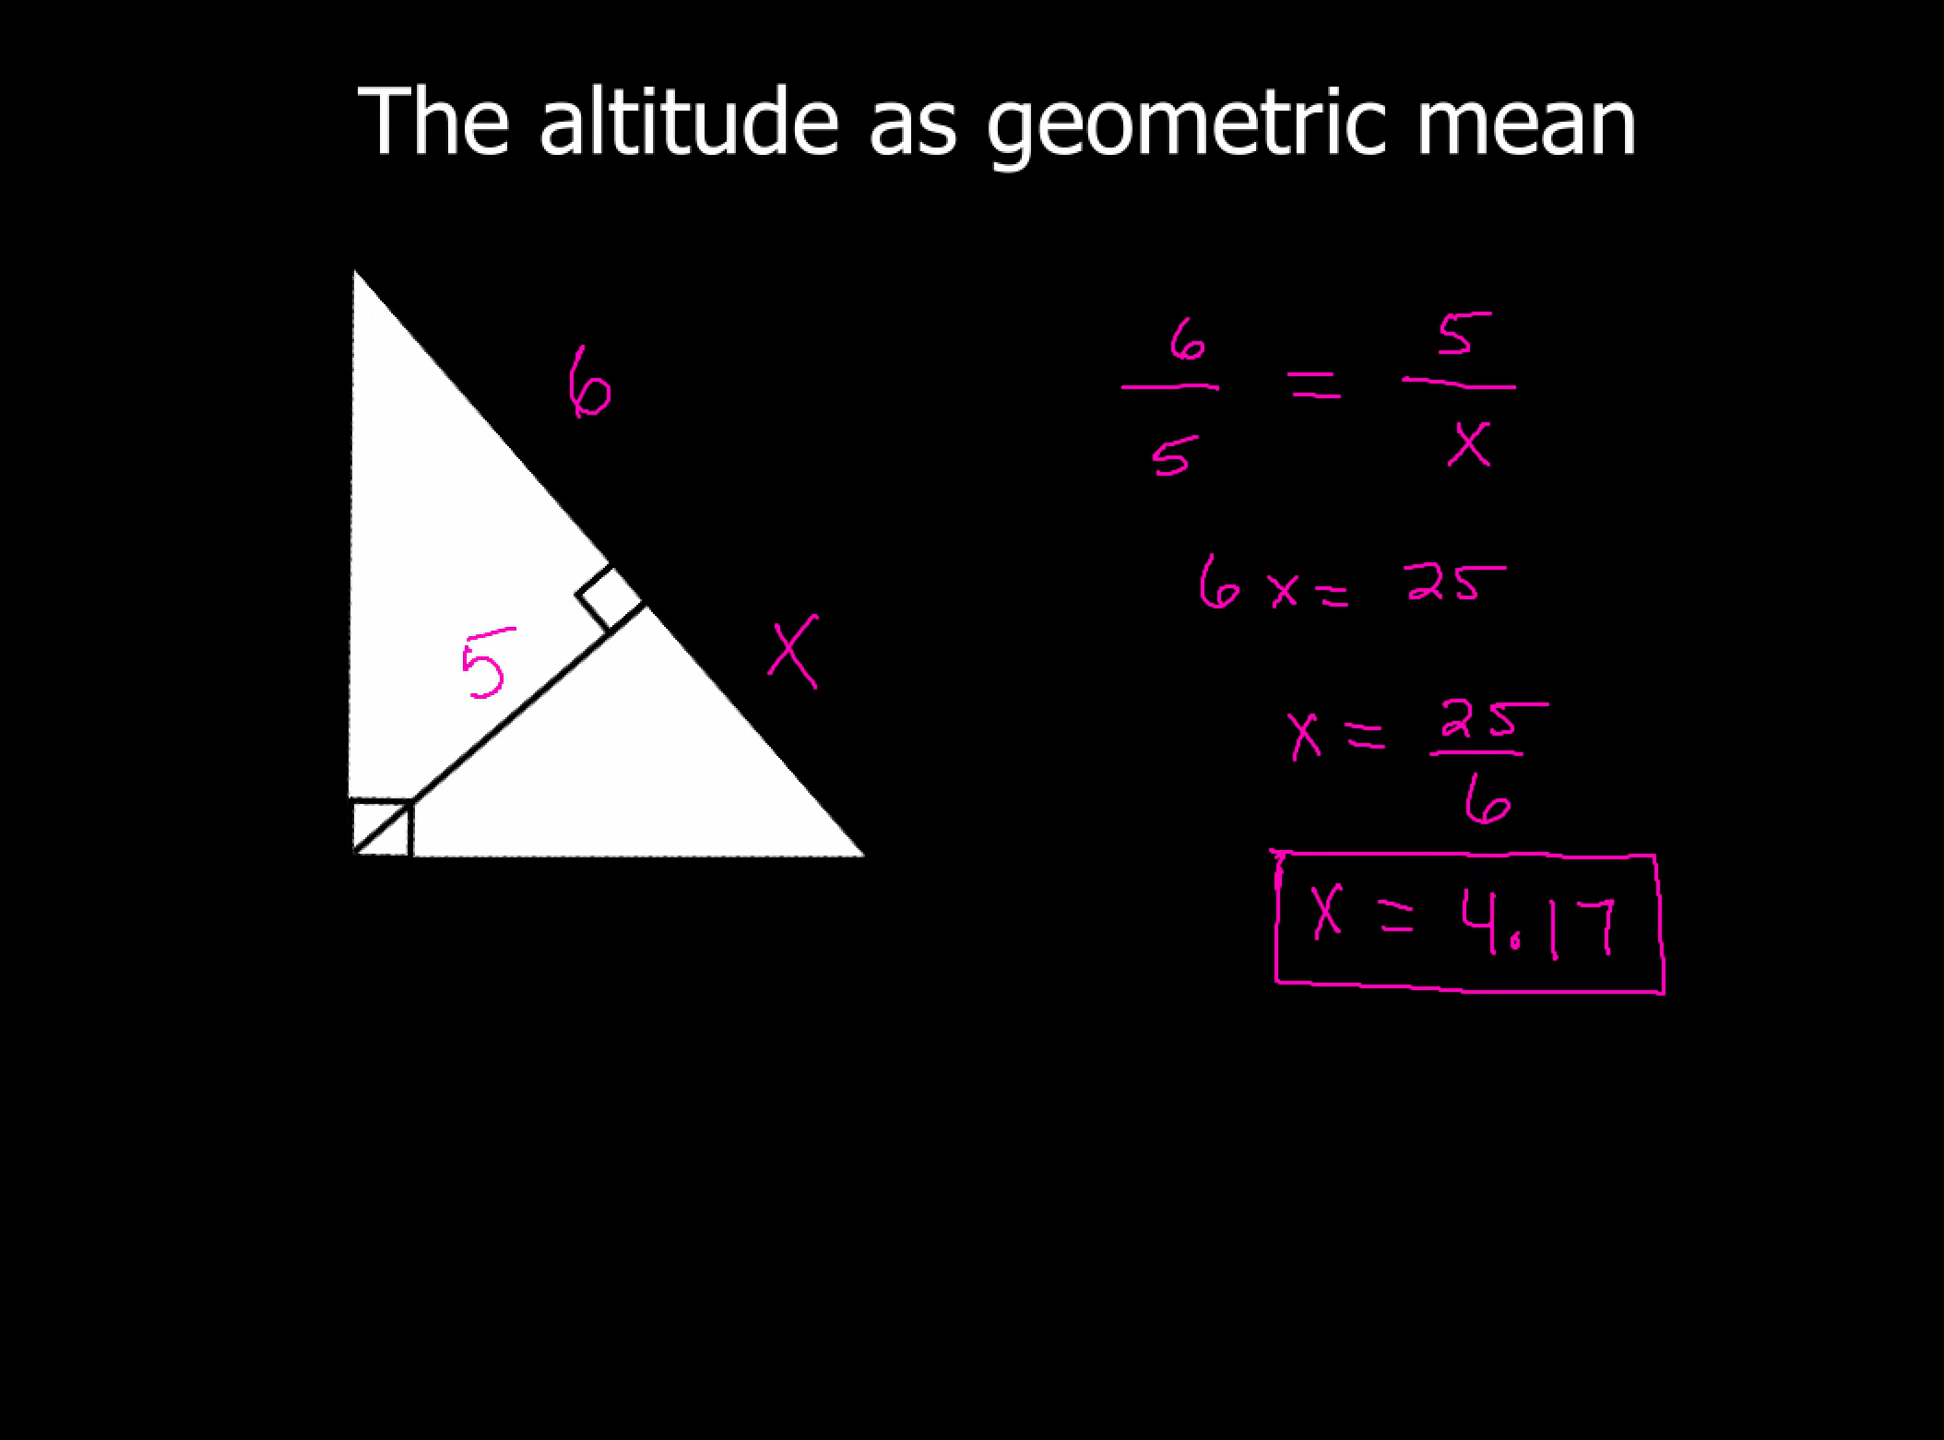 The altitude as geometric mean
6
5
x
6/5 = 5/x
6x = 25
x = 25/6
x = 4.17